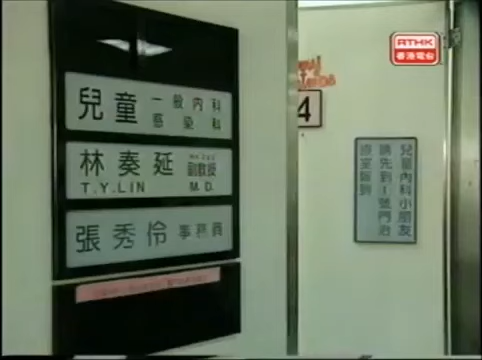 RTHK
香港電台
兒童 一般內科
感染科
林奏延 副教授
T.Y.LIN M.D.
張秀伶 事務員
4
兒童內科小朋友
請先到1號門治
療室報到